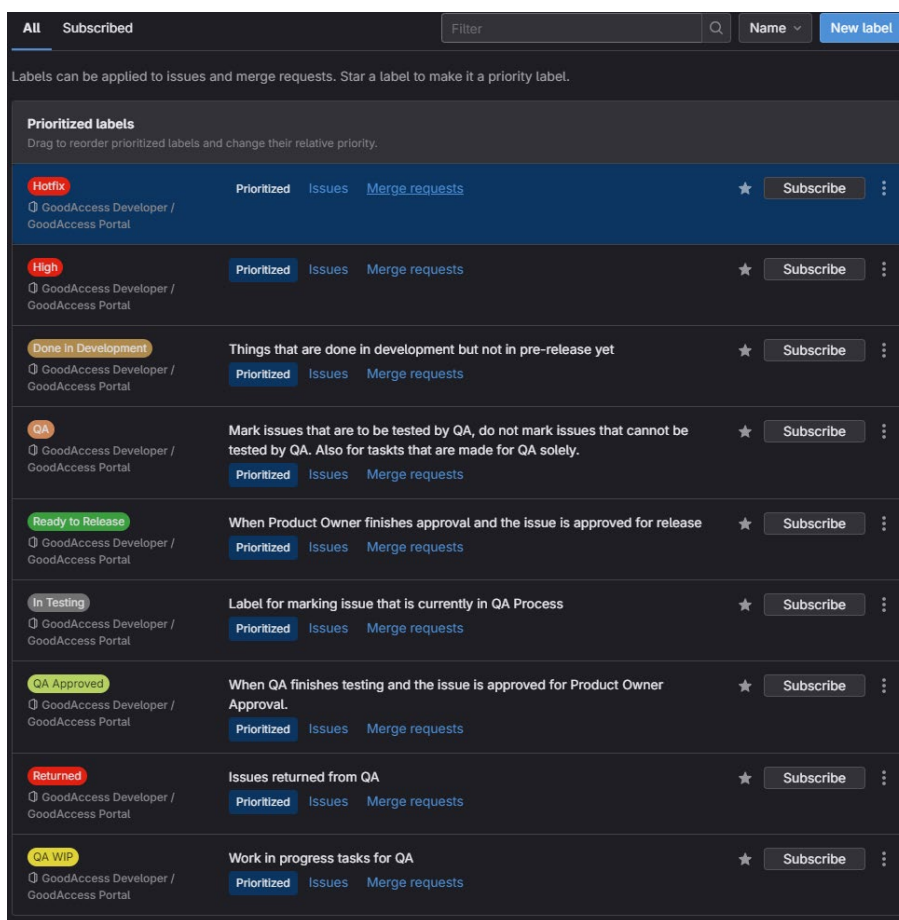 All Subscribed Filter Name New label
Labels can be applied to issues and merge requests. Star a label to make it a priority label.
Prioritized labels
Drag to reorder prioritized labels and change their relative priority.
Hotfix Prioritized Issues Merge requests Subscribe
GoodAccess Developer /
GoodAccess Portal
High Prioritized Issues Merge requests Subscribe
GoodAccess Developer /
GoodAccess Portal
Done in Development Things that are done in development but not in pre-release yet Subscribe
GoodAccess Developer / Prioritized Issues Merge requests
GoodAccess Portal
QA Mark issues that are to be tested by QA, do not mark issues that cannot be Subscribe
GoodAccess Developer / tested by QA. Also for taskts that are made for QA solely.
GoodAccess Portal Prioritized Issues Merge requests
Ready to Release When Product Owner finishes approval and the issue is approved for release Subscribe
GoodAccess Developer / Prioritized Issues Merge requests
GoodAccess Portal
In Testing Label for marking issue that is currently in QA Process Subscribe
GoodAccess Developer / Prioritized Issues Merge requests
GoodAccess Portal
QA Approved When QA finishes testing and the issue is approved for Product Owner Subscribe
GoodAccess Developer / Approval.
GoodAccess Portal Prioritized Issues Merge requests
Returned Issues returned from QA Subscribe
GoodAccess Developer / Prioritized Issues Merge requests
GoodAccess Portal
QA WIP Work in progress tasks for QA Subscribe
GoodAccess Developer / Prioritized Issues Merge requests
GoodAccess Portal